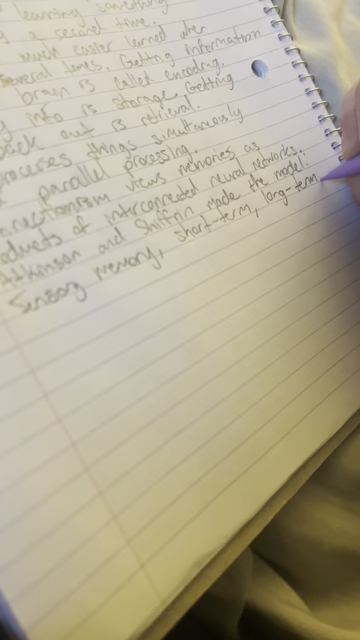 learning something
a second time.
much easier learned after
several times. Getting information
brain is called encoding.
info is storage. Getting
back out is retrieval.
processes things simultaneously
parallel processing.
connectionism views memories as
products of interconnected neural networks.
Atkinson and Shiffrin made the model:
Sensory memory, short-term, long-term